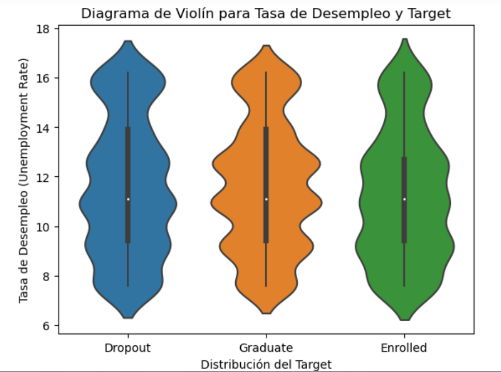 Diagrama de Violín para Tasa de Desempleo y Target
Tasa de Desempleo (Unemployment Rate)
18
16
14
12
10
8
6
Dropout Graduate Enrolled
Distribución del Target